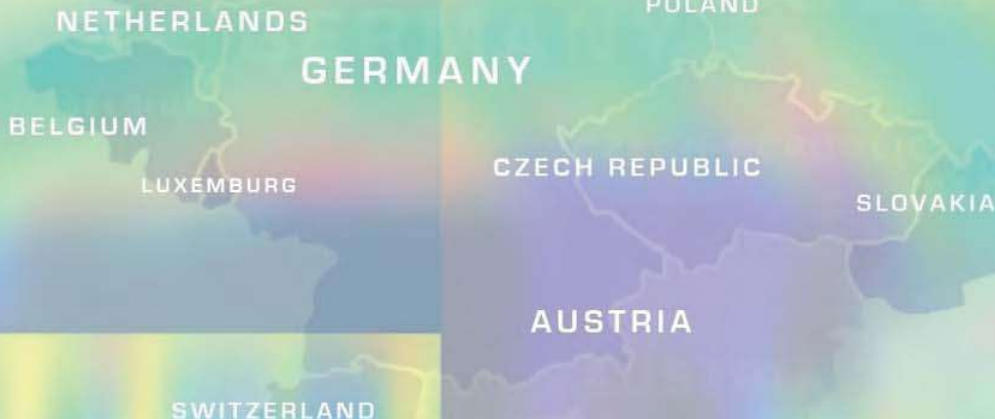 POLAND
NETHERLANDS
GERMANY
BELGIUM
CZECH REPUBLIC
LUXEMBURG
SLOVAKIA
AUSTRIA
SWITZERLAND